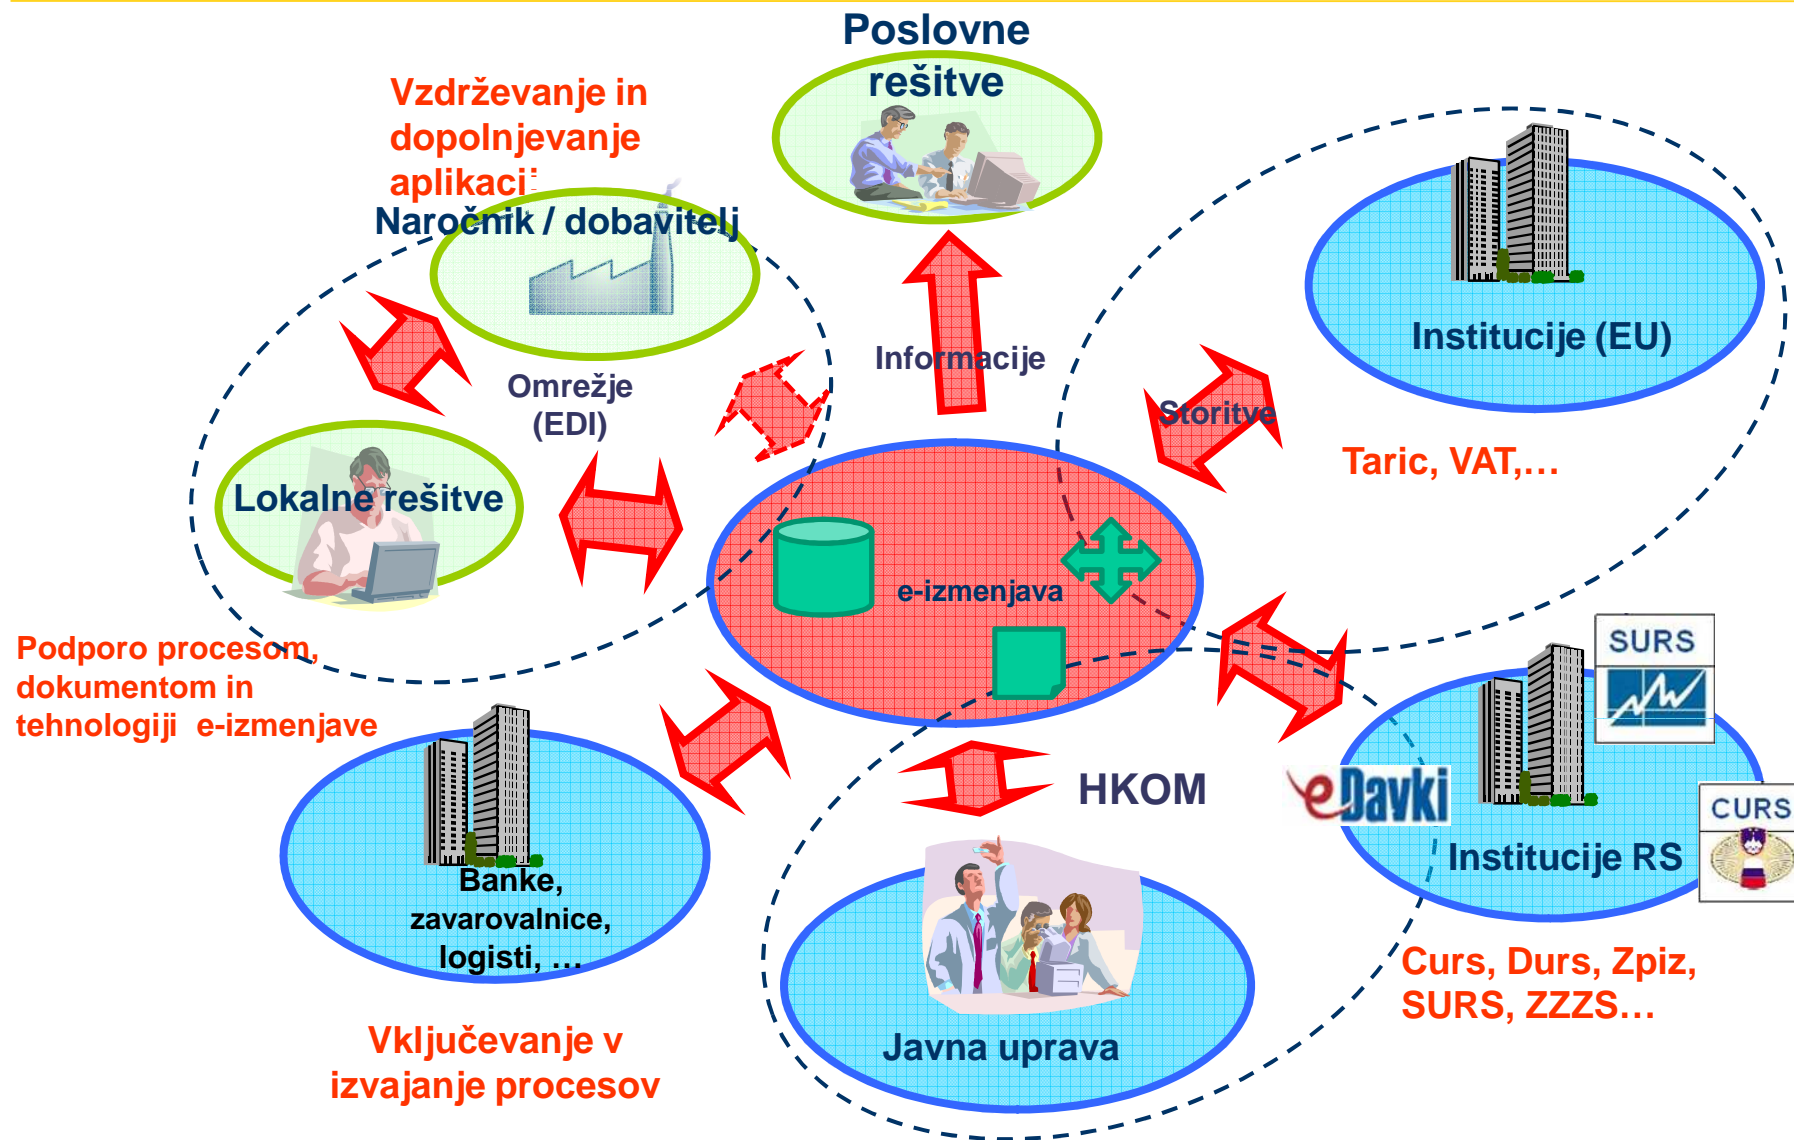 Poslovne
rešitve
Vzdrževanje in
dopolnjevanje
aplikacij
Naročnik / dobavitelj
Institucije (EU)
Informacije
Omrežje
(EDI)
Storitve
Taric, VAT,…
Lokalne rešitve
e-izmenjava
Podporo procesom,
dokumentom in
tehnologiji e-izmenjave
SURS
HKOM
eDavki
CURS
Institucije RS
Banke,
zavarovalnice,
logisti, …
Curs, Durs, Zpiz,
SURS, ZZZS…
Javna uprava
Vključevanje v
izvajanje procesov